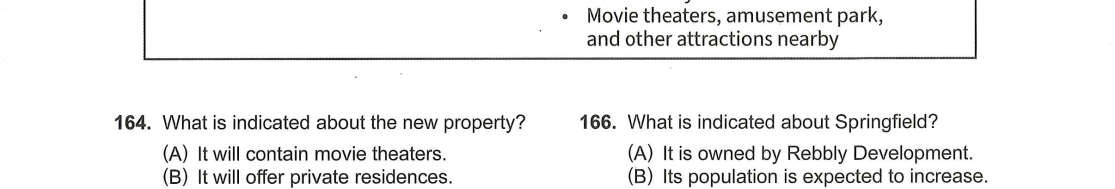 • Movie theaters, amusement park,
and other attractions nearby
164. What is indicated about the new property?
(A) It will contain movie theaters.
(B) It will offer private residences.
166. What is indicated about Springfield?
(A) It is owned by Rebbly Development.
(B) Its population is expected to increase.